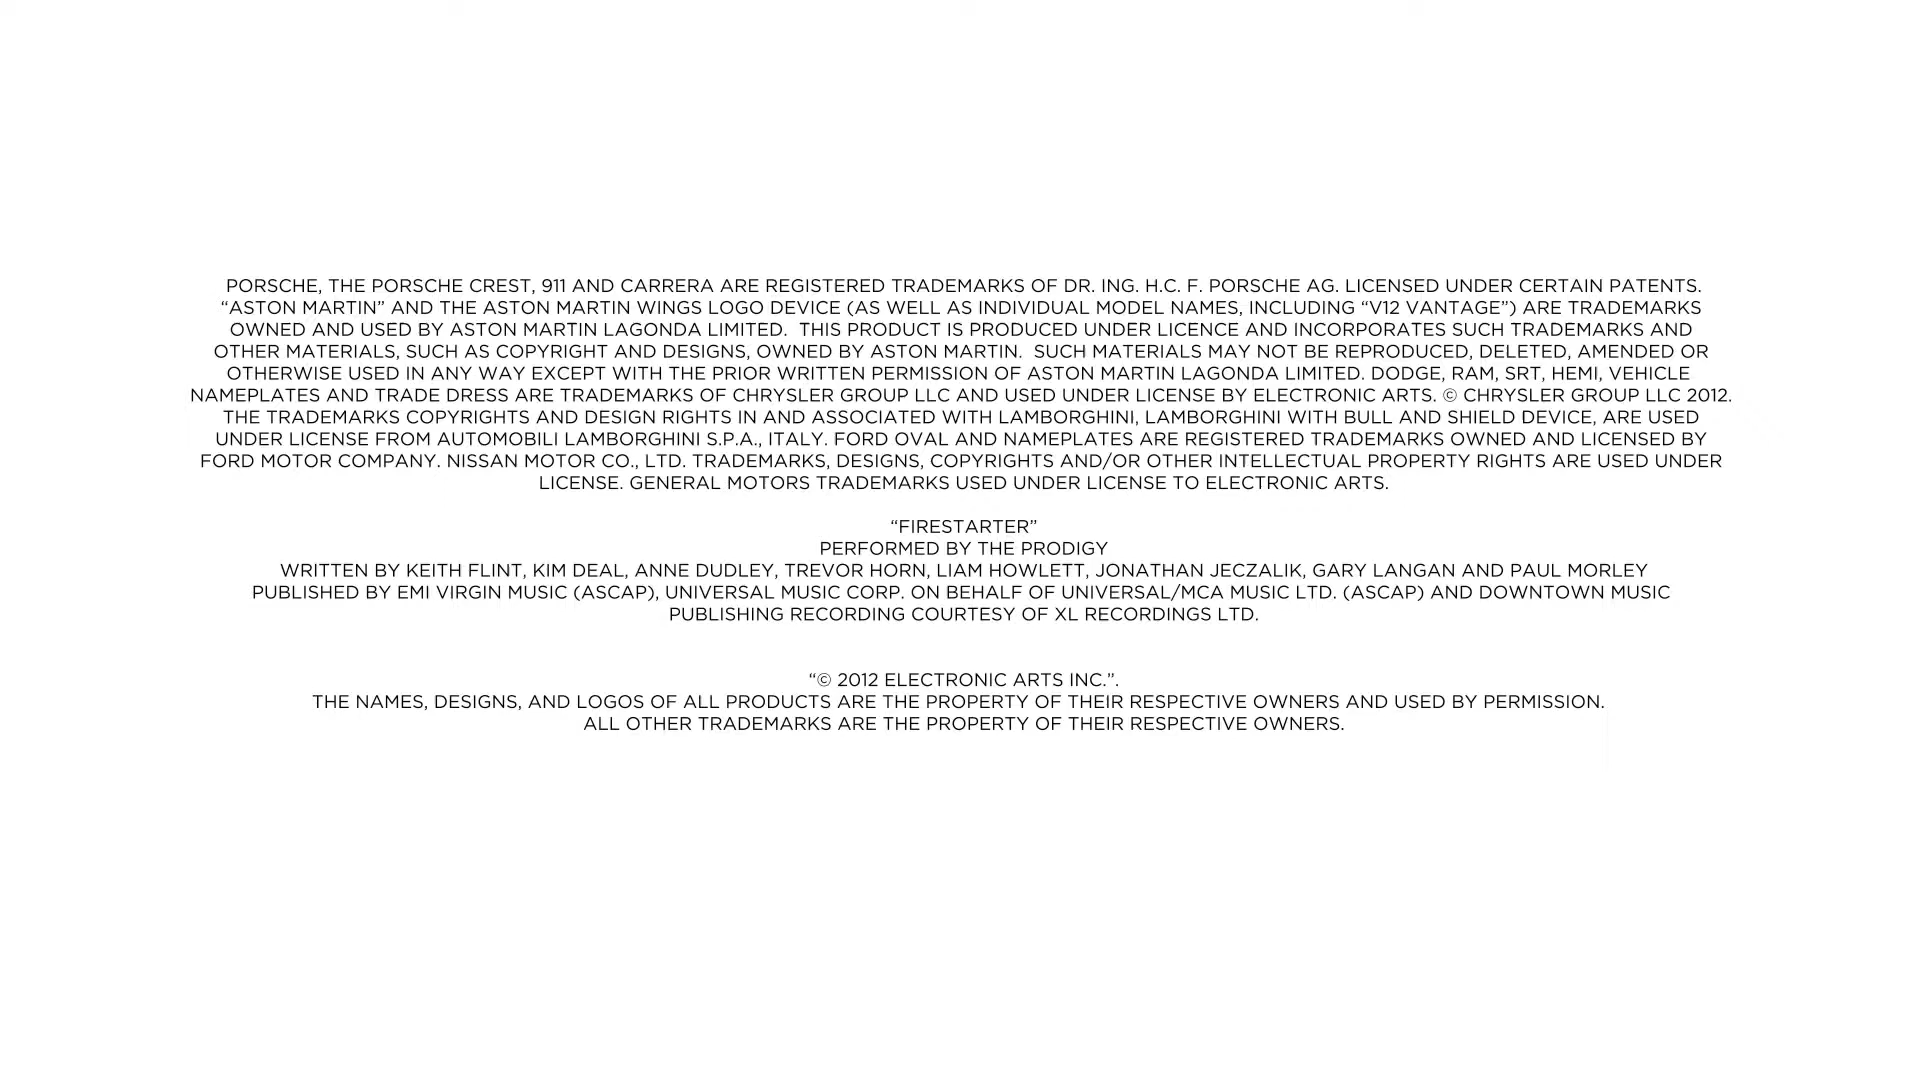 PORSCHE, THE PORSCHE CREST, 911 AND CARRERA ARE REGISTERED TRADEMARKS OF DR. ING. H.C. F. PORSCHE AG. LICENSED UNDER CERTAIN PATENTS.
“ASTON MARTIN” AND THE ASTON MARTIN WINGS LOGO DEVICE (AS WELL AS INDIVIDUAL MODEL NAMES, INCLUDING “V12 VANTAGE”) ARE TRADEMARKS
OWNED AND USED BY ASTON MARTIN LAGONDA LIMITED.  THIS PRODUCT IS PRODUCED UNDER LICENCE AND INCORPORATES SUCH TRADEMARKS AND
OTHER MATERIALS, SUCH AS COPYRIGHT AND DESIGNS, OWNED BY ASTON MARTIN.  SUCH MATERIALS MAY NOT BE REPRODUCED, DELETED, AMENDED OR
OTHERWISE USED IN ANY WAY EXCEPT WITH THE PRIOR WRITTEN PERMISSION OF ASTON MARTIN LAGONDA LIMITED. DODGE, RAM, SRT, HEMI, VEHICLE
NAMEPLATES AND TRADE DRESS ARE TRADEMARKS OF CHRYSLER GROUP LLC AND USED UNDER LICENSE BY ELECTRONIC ARTS. © CHRYSLER GROUP LLC 2012.
THE TRADEMARKS COPYRIGHTS AND DESIGN RIGHTS IN AND ASSOCIATED WITH LAMBORGHINI, LAMBORGHINI WITH BULL AND SHIELD DEVICE, ARE USED
UNDER LICENSE FROM AUTOMOBILI LAMBORGHINI S.P.A., ITALY. FORD OVAL AND NAMEPLATES ARE REGISTERED TRADEMARKS OWNED AND LICENSED BY
FORD MOTOR COMPANY. NISSAN MOTOR CO., LTD. TRADEMARKS, DESIGNS, COPYRIGHTS AND/OR OTHER INTELLECTUAL PROPERTY RIGHTS ARE USED UNDER
LICENSE. GENERAL MOTORS TRADEMARKS USED UNDER LICENSE TO ELECTRONIC ARTS.
“FIRESTARTER”
PERFORMED BY THE PRODIGY
WRITTEN BY KEITH FLINT, KIM DEAL, ANNE DUDLEY, TREVOR HORN, LIAM HOWLETT, JONATHAN JECZALIK, GARY LANGAN AND PAUL MORLEY
PUBLISHED BY EMI VIRGIN MUSIC (ASCAP), UNIVERSAL MUSIC CORP. ON BEHALF OF UNIVERSAL/MCA MUSIC LTD. (ASCAP) AND DOWNTOWN MUSIC
PUBLISHING RECORDING COURTESY OF XL RECORDINGS LTD.
“© 2012 ELECTRONIC ARTS INC.”.
THE NAMES, DESIGNS, AND LOGOS OF ALL PRODUCTS ARE THE PROPERTY OF THEIR RESPECTIVE OWNERS AND USED BY PERMISSION.
ALL OTHER TRADEMARKS ARE THE PROPERTY OF THEIR RESPECTIVE OWNERS.